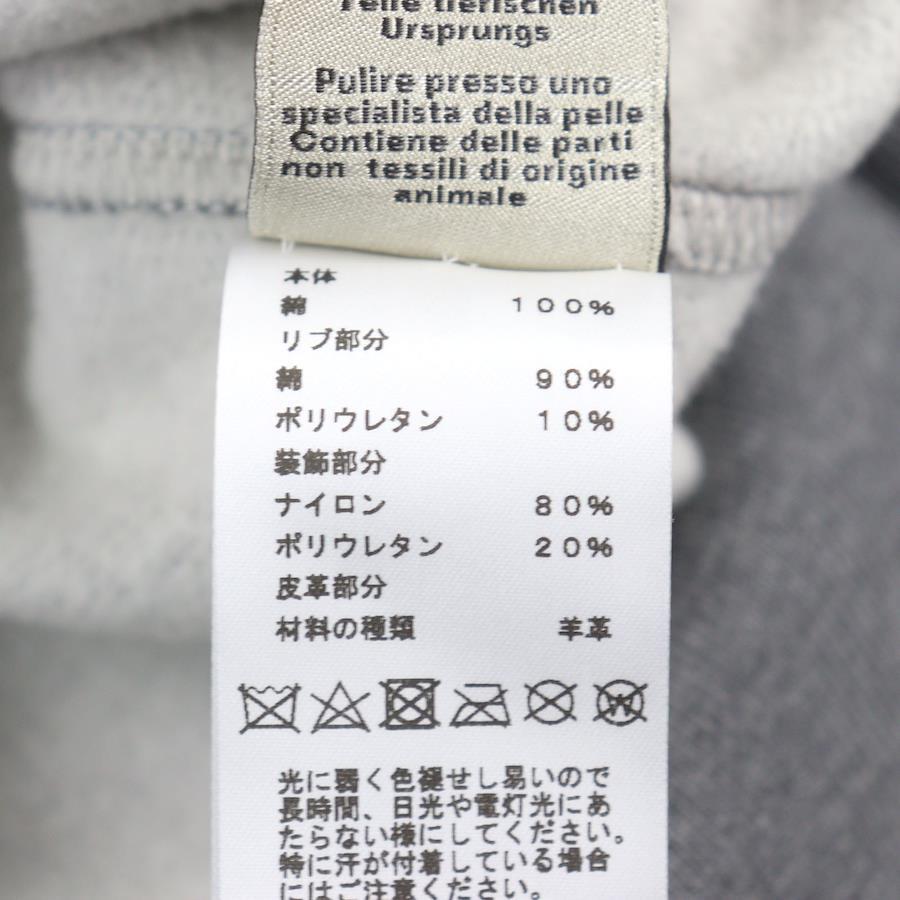 Teile tierischen
Ursprungs
Pulire presso uno
specialista della pelle
Contiene delle parti
non tessili di origine
animale
本体
綿 100%
リブ部分
綿 90%
ポリウレタン 10%
装飾部分
ナイロン 80%
ポリウレタン 20%
皮革部分
材料の種類 羊革
W
光に弱く色褪せし易いので
長時間、日光や電灯光にあ
たらない様にしてください。
特に汗が付着している場合
にはご注意ください。